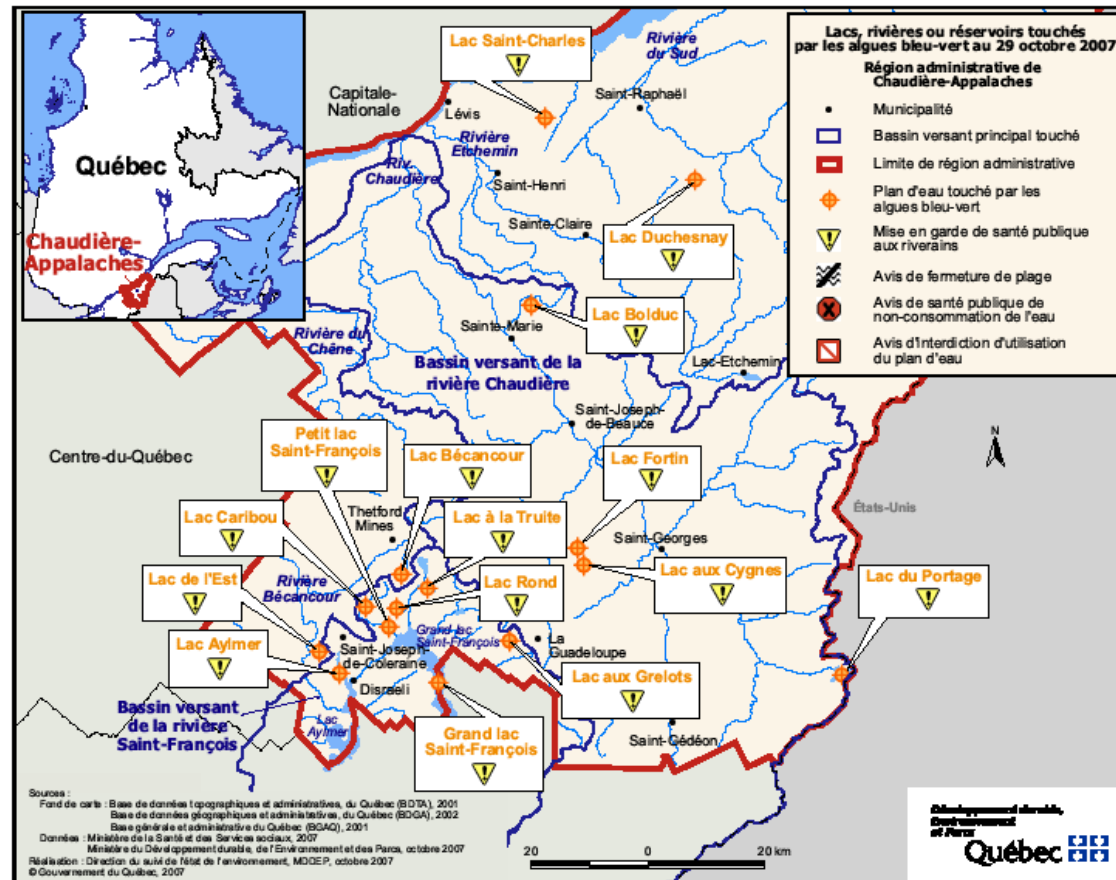 Québec
Chaudière-
Appalaches
Lacs, rivières ou réservoirs touchés
par les algues bleu-vert au 29 octobre 2007
Région administrative de
Chaudière-Appalaches
Municipalité
Bassin versant principal touché
Limite de région administrative
Plan d'eau touché par les
algues bleu-vert
Mise en garde de santé publique
aux riverains
Avis de fermeture de plage
Avis de santé publique de
non-consommation de l'eau
Avis d'interdiction d'utilisation
du plan d'eau
Lac Saint-Charles
Rivière
du Sud
Capitale-
Nationale
Lévis
Saint-Raphaël
Rivière
Etchemin
Riv.
Chaudière
Saint-Henri
Sainte-Claire
Lac Duchesnay
Lac Bolduc
Sainte-Marie
Rivière du
Chêne
Bassin versant de la
rivière Chaudière
Lac-Etchemin
Saint-Joseph-
de-Beauce
Centre-du-Québec
Petit lac
Saint-François
Lac Bécancour
Lac Fortin
N
États-Unis
Thetford
Mines
Lac Caribou
Lac à la Truite
Saint-Georges
Lac de l'Est
Rivière
Bécancour
Lac Rond
Lac aux Cygnes
Lac du Portage
Grand lac
Saint-François
La
Guadeloupe
Lac Aylmer
Saint-Joseph-
de-Coleraine
Disraeli
Lac aux Grelots
Bassin versant
de la rivière
Saint-François
Lac
Aylmer
Grand lac
Saint-François
Saint-Gédéon
Sources :
Fond de carte : Base de données topographiques et administratives, du Québec (BDTA), 2001
Base de données géographiques et administratives, du Québec (BDGA), 2002
Base générale et administrative du Québec (BGAQ), 2001
Données : Ministère de la Santé et des Services sociaux, 2007
Ministère du Développement durable, de l'Environnement et des Parcs, octobre 2007
Réalisation : Direction du suivi de l'état de l'environnement, MDDEP, octobre 2007
© Gouvernement du Québec, 2007
20 0 20 km
Développement durable,
Environnement
et Parcs
Québec